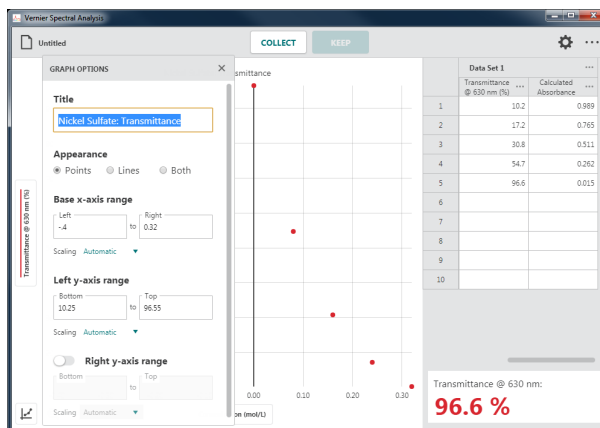 Vernier Spectral Analysis
Untitled
COLLECT
KEEP
GRAPH OPTIONS
Title
Nickel Sulfate: Transmittance
Appearance
Points
Lines
Both
Base x-axis range
Left
-.4
to
Right
0.32
Scaling Automatic
Left y-axis range
Bottom
10.25
to
Top
96.55
Scaling Automatic
Right y-axis range
Bottom
to
Top
Scaling Automatic
Transmittance @ 630 nm (%)
smittance
0.00 0.10 0.20 0.30
on (mol/L)
Data Set 1
Transmittance @ 630 nm (%)
Calculated Absorbance
1 10.2 0.989
2 17.2 0.765
3 30.8 0.511
4 54.7 0.262
5 96.6 0.015
6
7
8
9
10
Transmittance @ 630 nm:
96.6 %